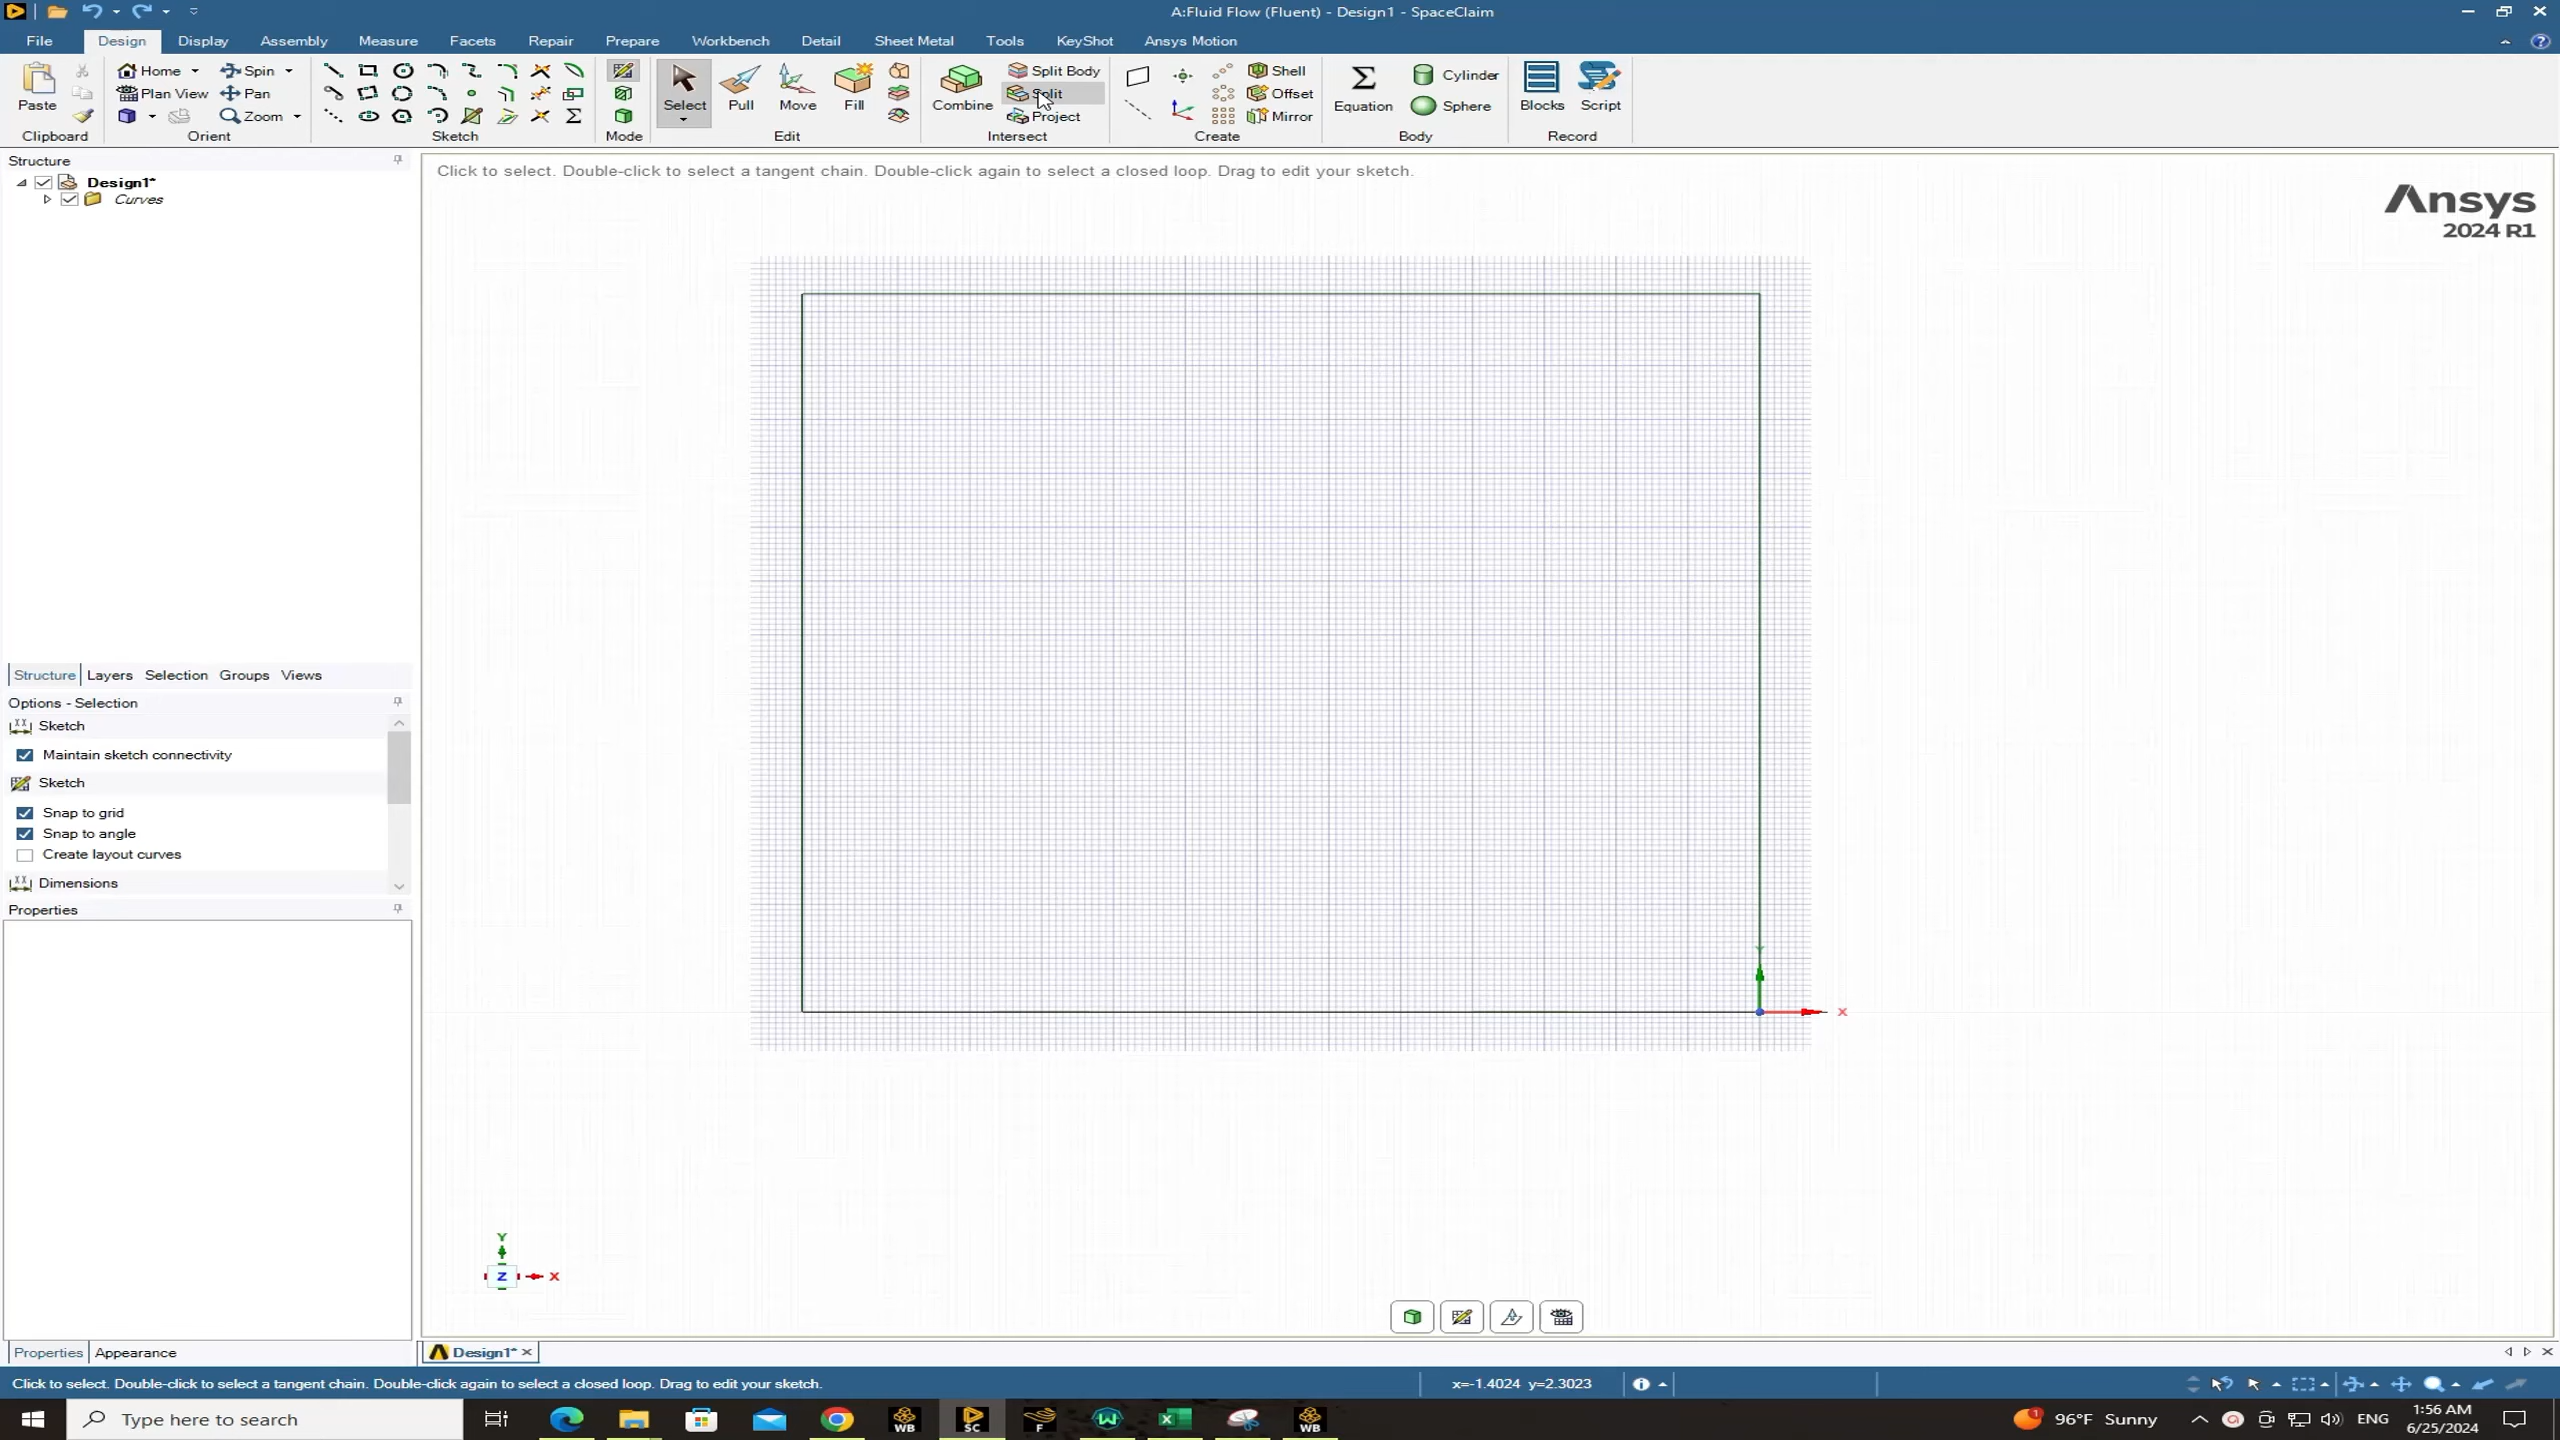 A:Fluid Flow (Fluent) - Design1 - SpaceClaim
File Design Display Assembly Measure Facets Repair Prepare Workbench Detail Sheet Metal Tools KeyShot Ansys Motion
Paste
Home
Plan View
Spin
Pan
Zoom
Select
Pull
Move
Fill
Combine
Split Body
Split
Project
Shell
Offset
Mirror
Equation
Cylinder
Sphere
Blocks
Script
Clipboard Orient Sketch Mode Edit Intersect Create Body Record
Structure
Design1*
Curves
Click to select. Double-click to select a tangent chain. Double-click again to select a closed loop. Drag to edit your sketch.
Ansys
2024 R1
Structure Layers Selection Groups Views
Options - Selection
Sketch
Maintain sketch connectivity
Sketch
Snap to grid
Snap to angle
Create layout curves
Dimensions
Properties
Y
X
Y
Z
X
Properties Appearance
Design1*
Click to select. Double-click to select a tangent chain. Double-click again to select a closed loop. Drag to edit your sketch.
x=-1.4024 y=2.3023
Type here to search
WB
SC
F
WB
1
96°F Sunny
ENG
1:56 AM
6/25/2024